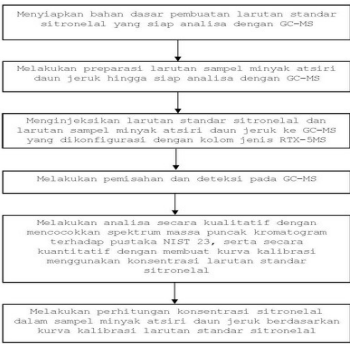 Menyiapkan bahan dasar pembuatan larutan standar
sitronelal yang siap analisa dengan GC-MS
Melakukan preparasi larutan sampel minyak atsiri
daun jeruk hingga siap analisa dengan GC-MS
Menginjeksikan larutan standar sitronelal dan
larutan sampel minyak atsiri daun jeruk ke GC-MS
yang dikonfigurasi dengan kolom jenis RTX-5MS
Melakukan pemisahan dan deteksi pada GC-MS
Melakukan analisa secara kualitatif dengan
mencocokkan spektrum massa puncak kromatogram
terhadap pustaka NIST 23, serta secara
kuantitatif dengan membuat kurva kalibrasi
menggunakan konsentrasi larutan standar
sitronelal
Melakukan perhitungan konsentrasi sitronelal
dalam sampel minyak atsiri daun jeruk berdasarkan
kurva kalibrasi larutan standar sitronelal